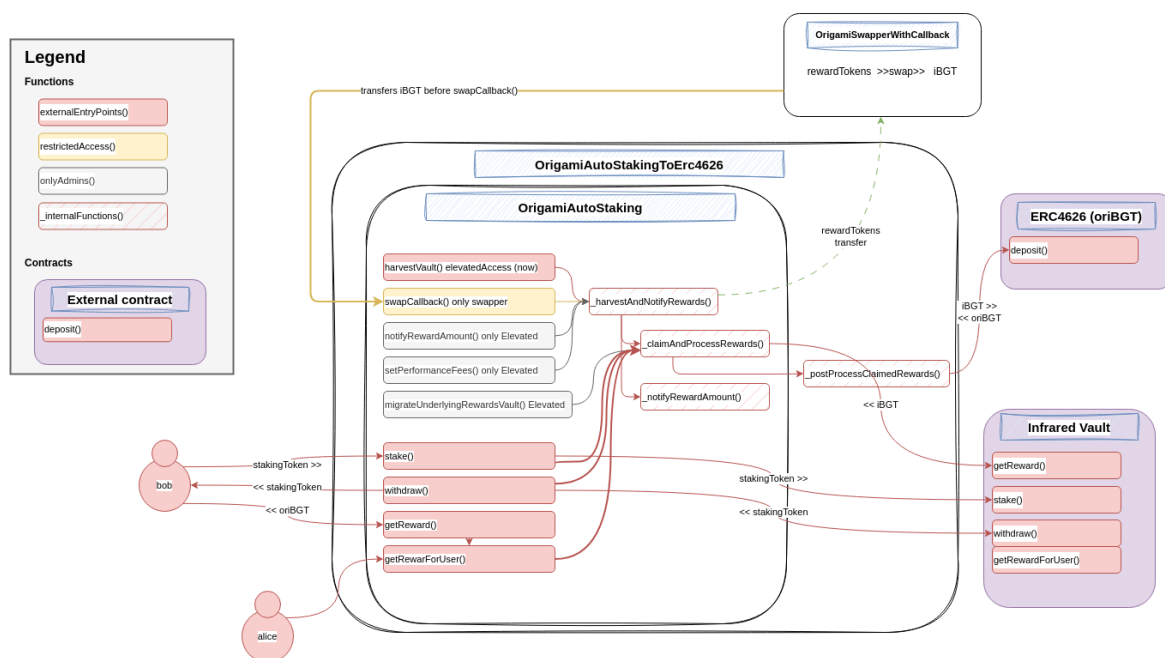 Legend
Functions
externalEntryPoints()
restrictedAccess()
onlyAdmins()
_internalFunctions()
Contracts
External contract
deposit()
OrigamiSwapperWithCallback
rewardTokens >>swap>> iBGT
transfers iBGT before swapCallback()
OrigamiAutoStakingToErc4626
OrigamiAutoStaking
rewardTokens
transfer
ERC4626 (oriBGT)
deposit()
harvestVault() elevatedAccess (now)
swapCallback() only swapper
_harvestAndNotifyRewards()
notifyRewardAmount() only Elevated
_claimAndProcessRewards()
setPerformanceFees() only Elevated
_postProcessClaimedRewards()
migrateUnderlyingRewardsVault() Elevated
_notifyRewardAmount()
iBGT >>
<< oriBGT
<< iBGT
Infrared Vault
getReward()
stake()
withdraw()
getRewardForUser()
stake()
withdraw()
getReward()
getRewarForUser()
stakingToken >>
<< stakingToken
<< oriBGT
stakingToken >>
<< stakingToken
bob
alice